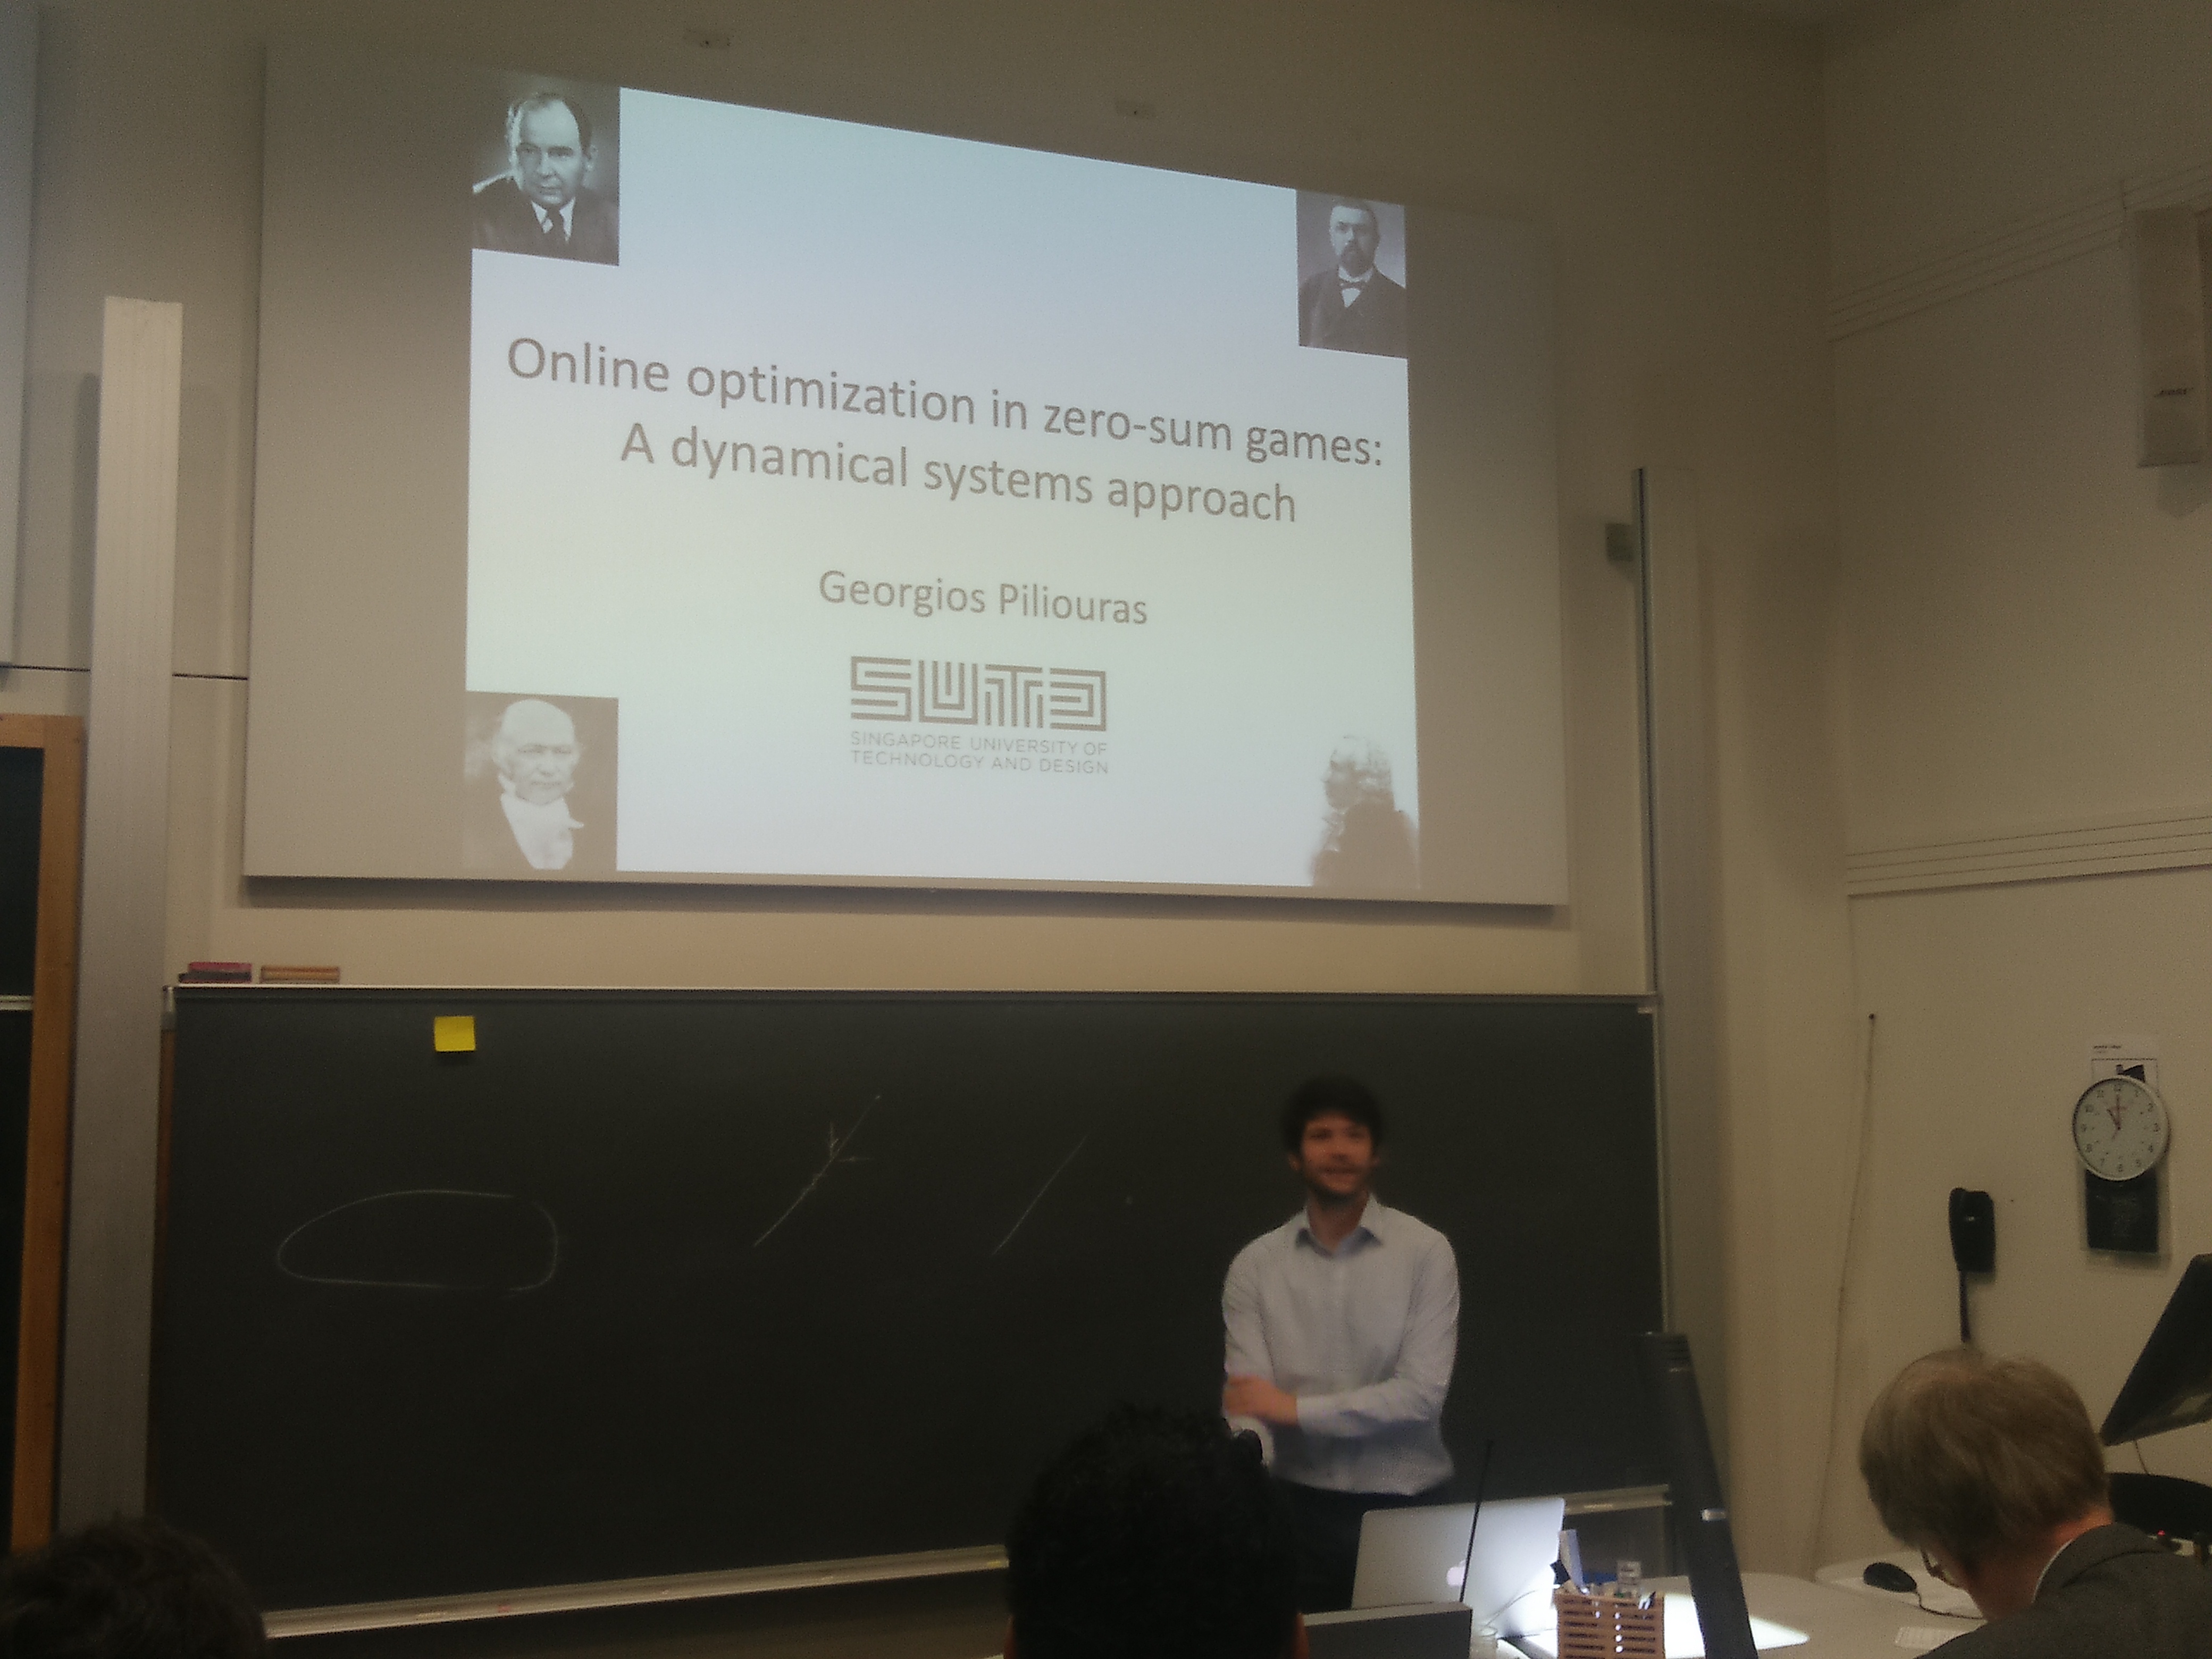 Online optimization in zero-sum games:
A dynamical systems approach
Georgios Piliouras
SUTD
SINGAPORE UNIVERSITY OF
TECHNOLOGY AND DESIGN